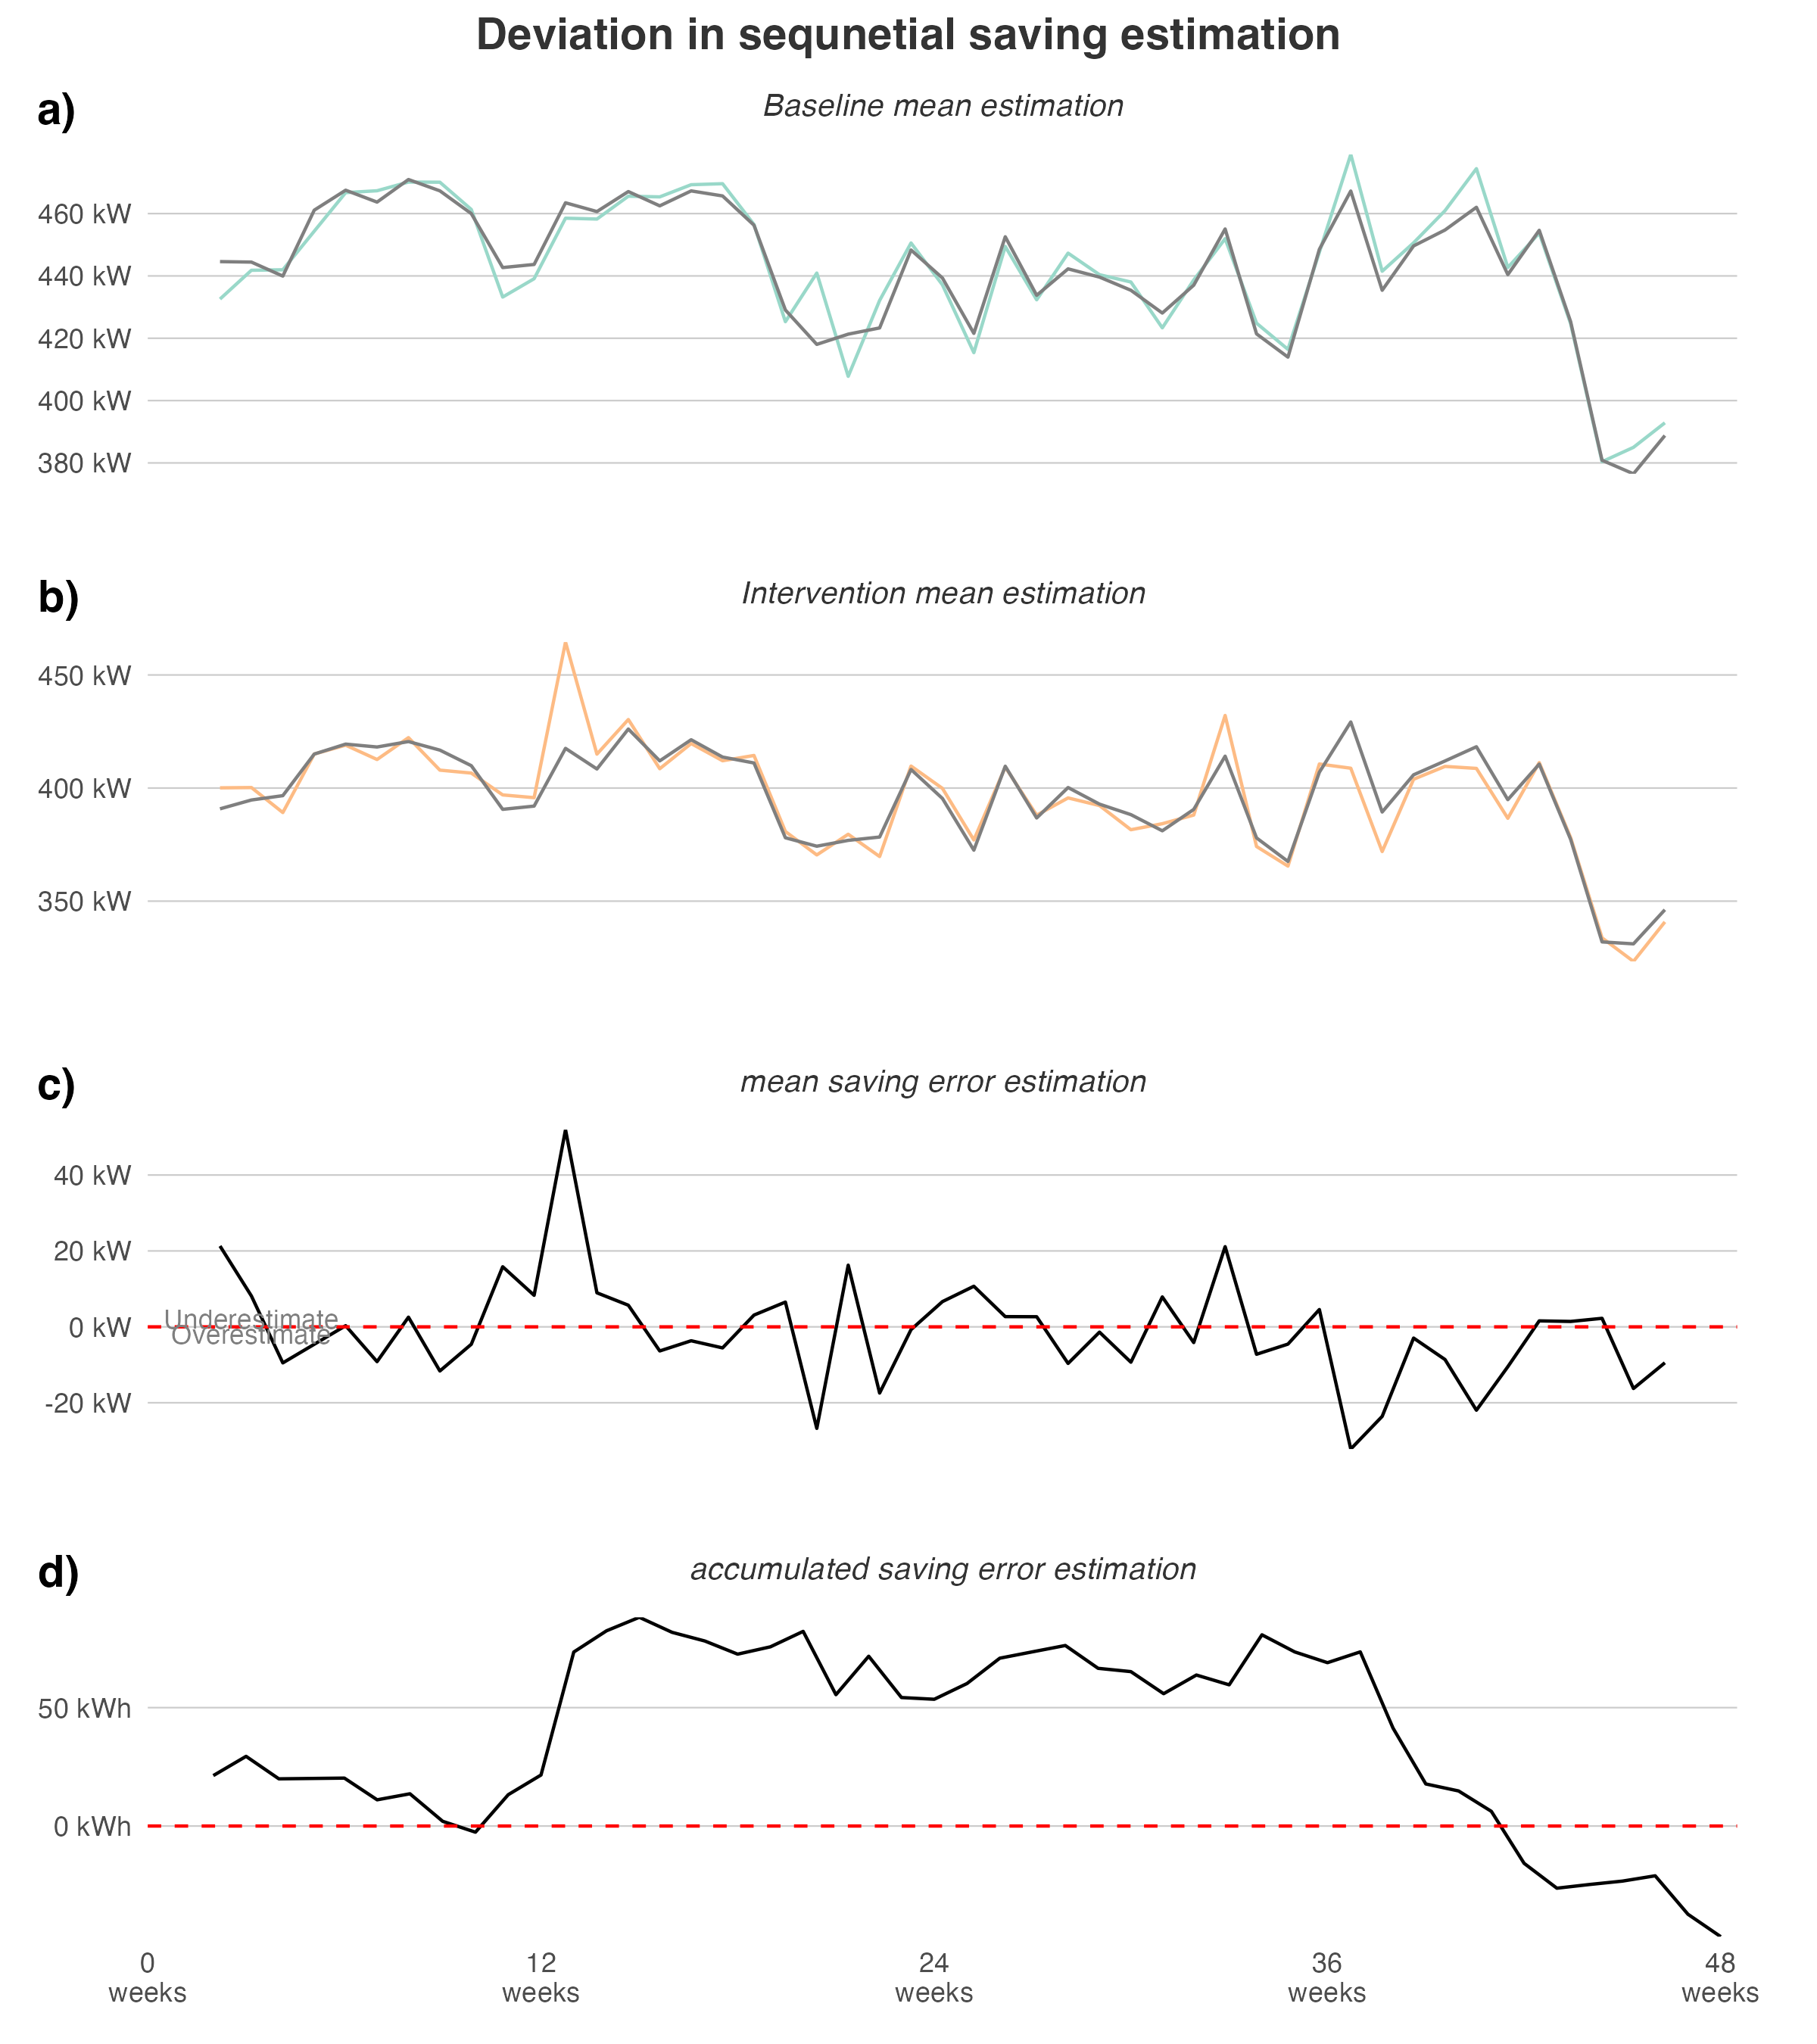 Deviation in sequnetial saving estimation
a)
Baseline mean estimation
460 kW
440 kW
420 kW
400 kW
380 kW
b)
Intervention mean estimation
450 kW
400 kW
350 kW
c)
mean saving error estimation
40 kW
20 kW
Underestimate
0 kW
Overestimate
-20 kW
d)
accumulated saving error estimation
50 kWh
0 kWh
0 12 24 36 48
weeks weeks weeks weeks weeks